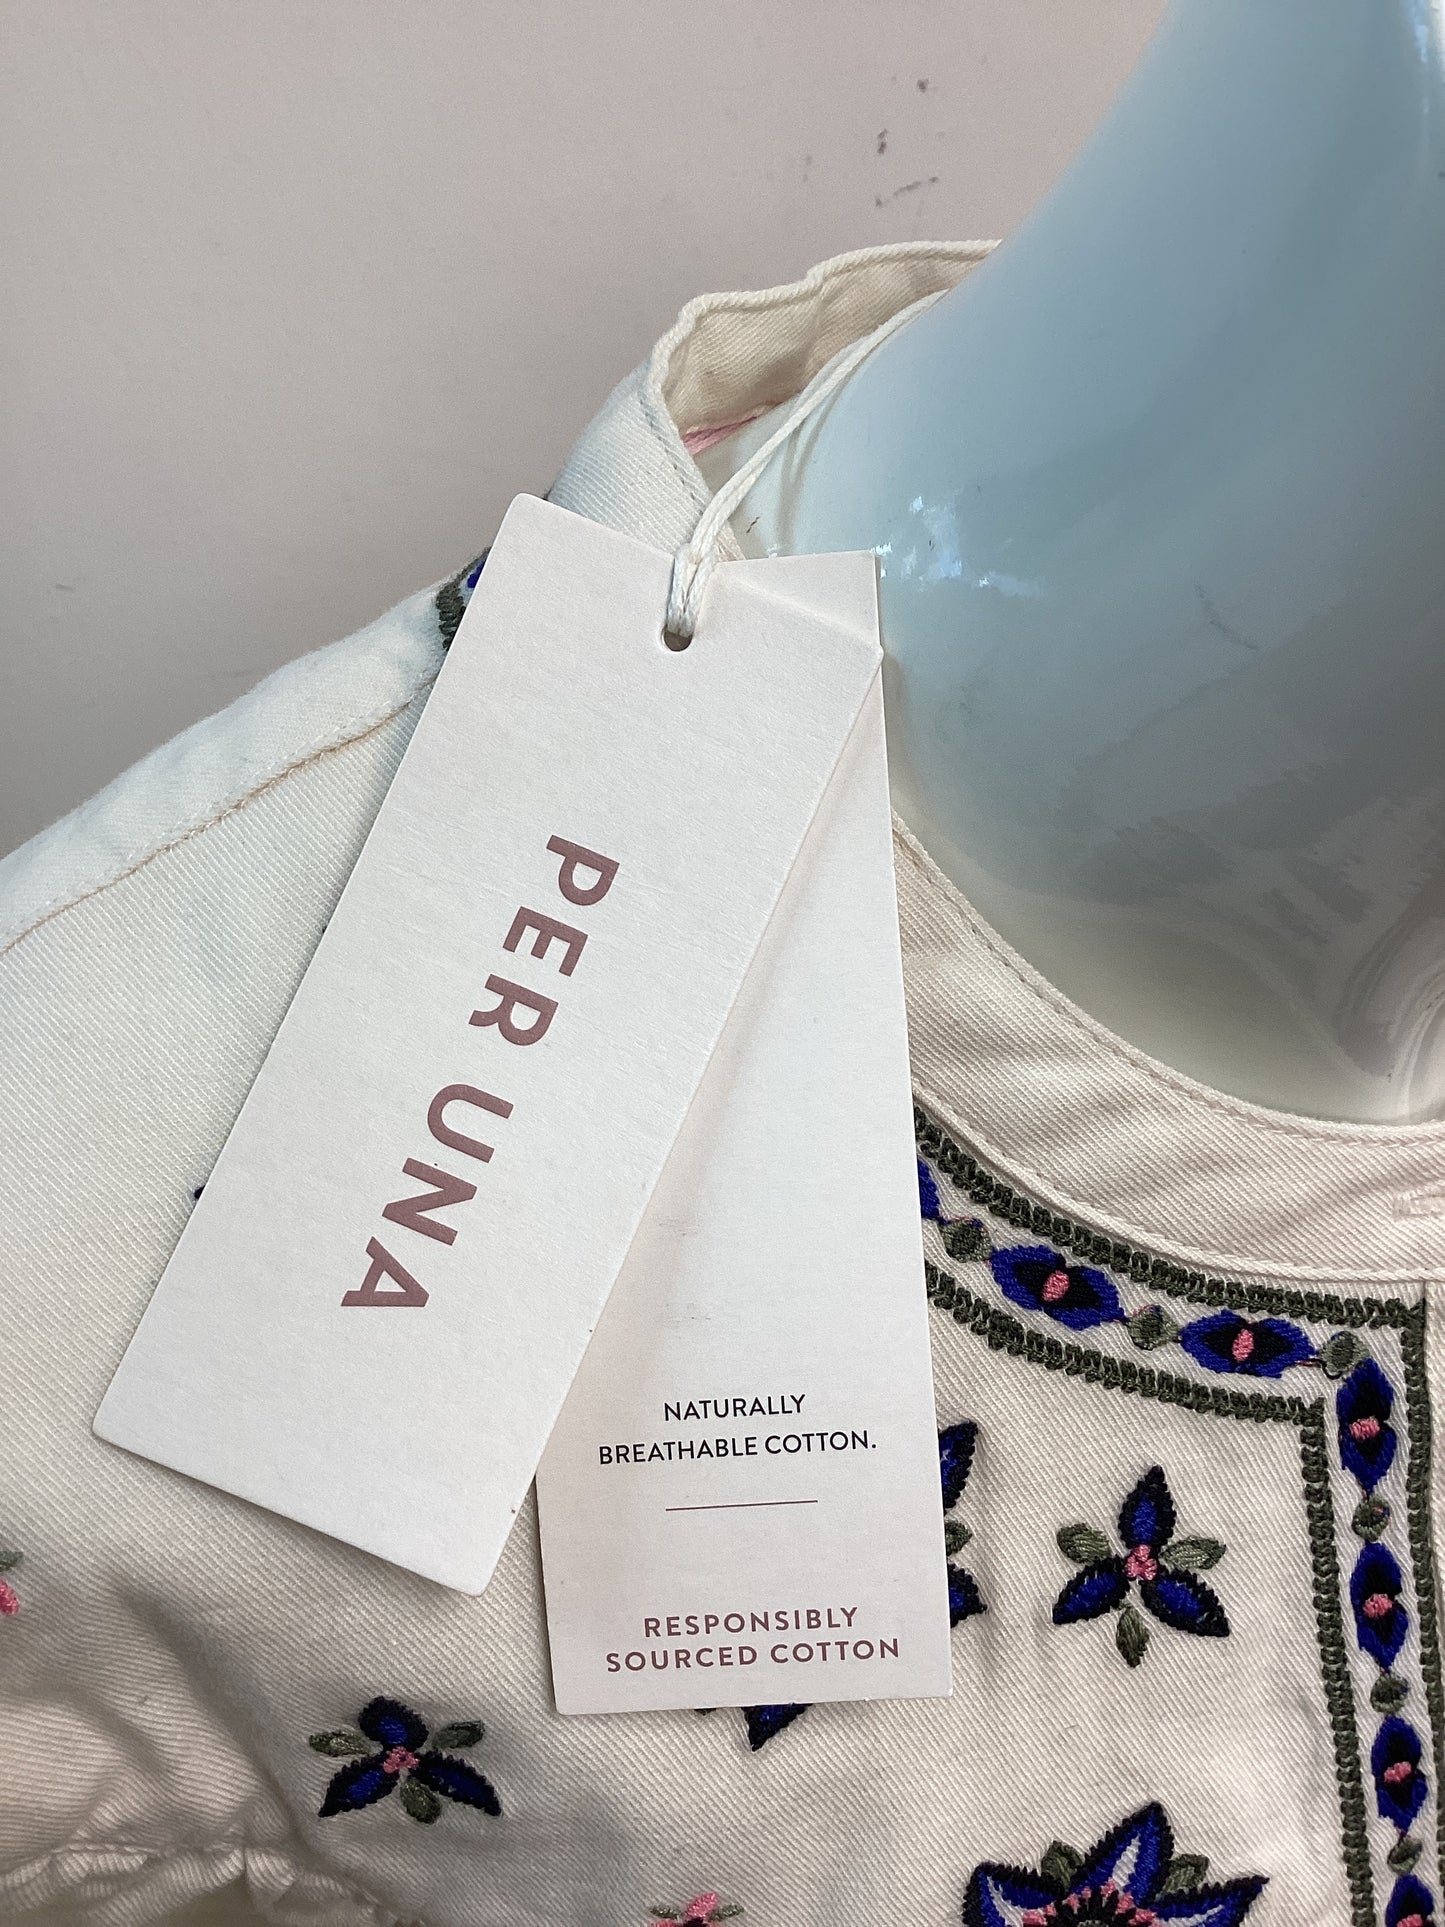 PER UNA
NATURALLY
BREATHABLE COTTON.
RESPONSIBLY
SOURCED COTTON